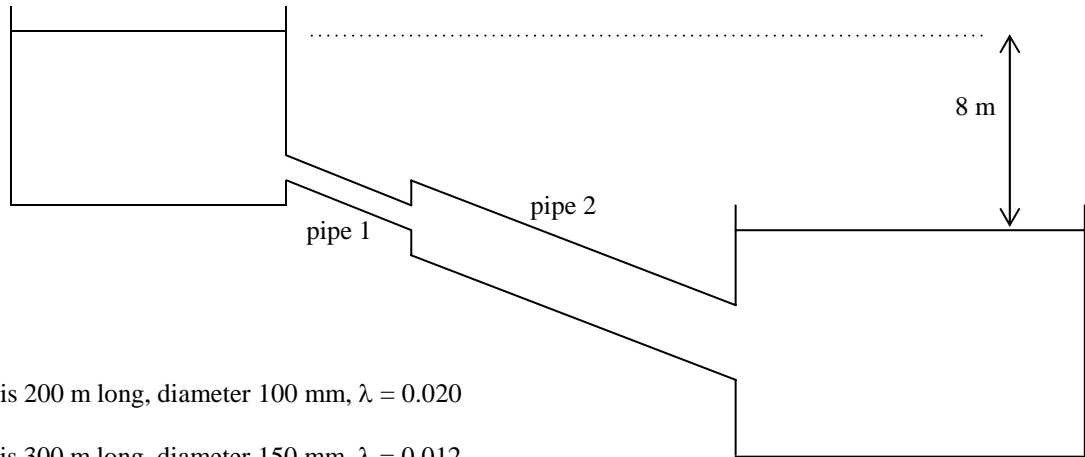 8 m
pipe 2
pipe 1
is 200 m long, diameter 100 mm, λ = 0.020
is 300 m long, diameter 150 mm, λ = 0.012